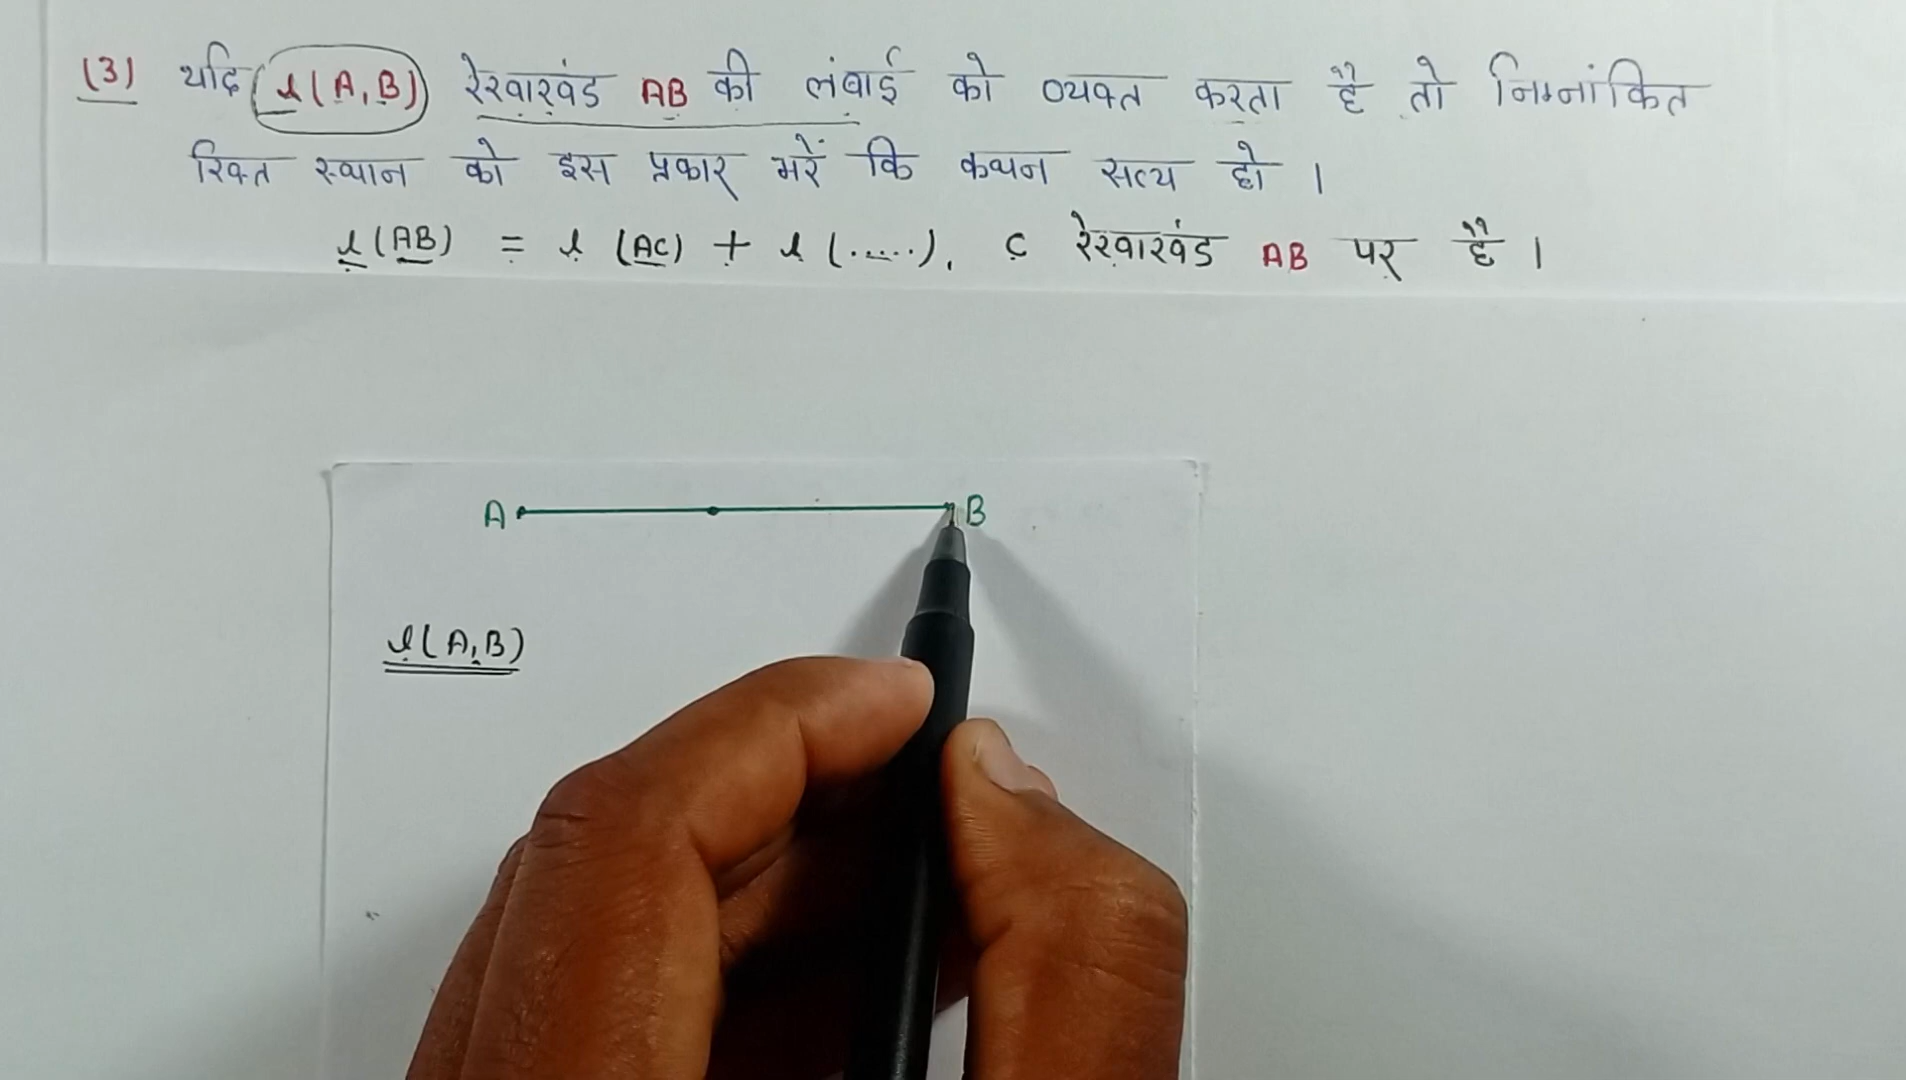 (3) यदि l(A,B) रेखाखंड AB की लंबाई को व्यक्त करता है तो निम्नांकित
रिक्त स्थान को इस प्रकार भरें कि कथन सत्य हो ।
l(AB) = l (AC) + l (.....), C रेखाखंड AB पर है ।
A B
l(A,B)